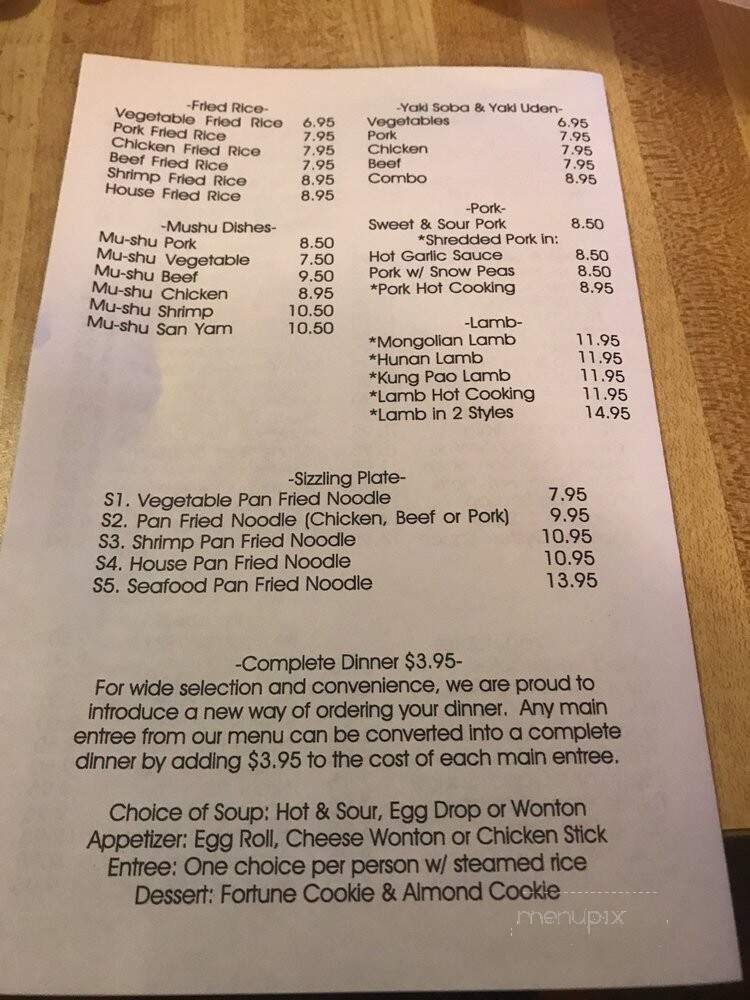 -Fried Rice-
Vegetable Fried Rice 6.95
Pork Fried Rice 7.95
Chicken Fried Rice 7.95
Beef Fried Rice 7.95
Shrimp Fried Rice 8.95
House Fried Rice 8.95
-Mushu Dishes-
Mu-shu Pork 8.50
Mu-shu Vegetable 7.50
Mu-shu Beef 9.50
Mu-shu Chicken 8.95
Mu-shu Shrimp 10.50
Mu-shu San Yam 10.50
-Yaki Soba & Yaki Uden-
Vegetables 6.95
Pork 7.95
Chicken 7.95
Beef 7.95
Combo 8.95
-Pork-
Sweet & Sour Pork 8.50
*Shredded Pork in:
Hot Garlic Sauce 8.50
Pork w/ Snow Peas 8.50
*Pork Hot Cooking 8.95
-Lamb-
*Mongolian Lamb 11.95
*Hunan Lamb 11.95
*Kung Pao Lamb 11.95
*Lamb Hot Cooking 11.95
*Lamb in 2 Styles 14.95
-Sizzling Plate-
S1. Vegetable Pan Fried Noodle 7.95
S2. Pan Fried Noodle (Chicken, Beef or Pork) 9.95
S3. Shrimp Pan Fried Noodle 10.95
S4. House Pan Fried Noodle 10.95
S5. Seafood Pan Fried Noodle 13.95
-Complete Dinner $3.95-
For wide selection and convenience, we are proud to
introduce a new way of ordering your dinner. Any main
entree from our menu can be converted into a complete
dinner by adding $3.95 to the cost of each main entree.
Choice of Soup: Hot & Sour, Egg Drop or Wonton
Appetizer: Egg Roll, Cheese Wonton or Chicken Stick
Entree: One choice per person w/ steamed rice
Dessert: Fortune Cookie & Almond Cookie
menupix